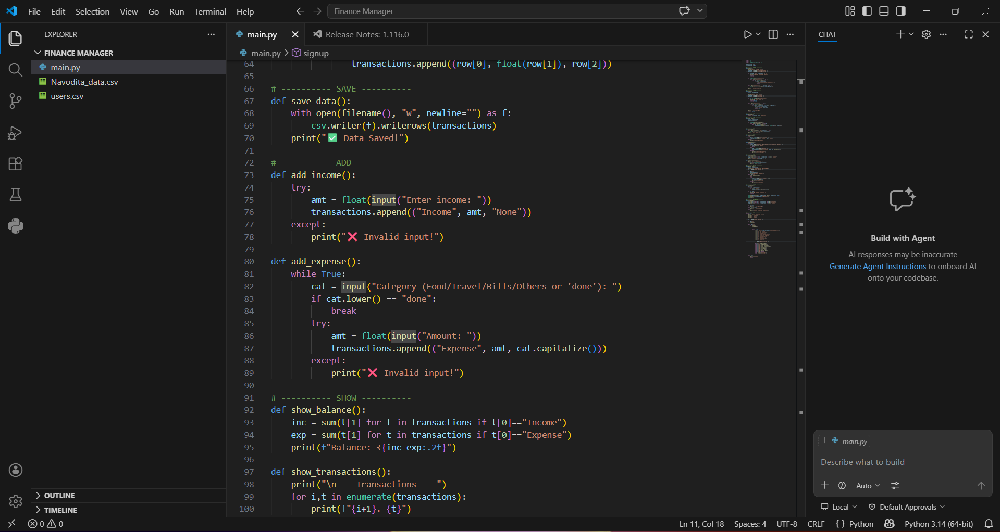 File Edit Selection View Go Run Terminal Help
Finance Manager
EXPLORER
FINANCE MANAGER
main.py
Navodita_data.csv
users.csv
OUTLINE
TIMELINE
main.py
Release Notes: 1.116.0
main.py > signup
64 transactions.append((row[0], float(row[1]), row[2]))
65
66 # ---------- SAVE ----------
67 def save_data():
68 with open(filename(), "w", newline="") as f:
69 csv.writer(f).writerows(transactions)
70 print("✅ Data Saved!")
71
72 # ---------- ADD ----------
73 def add_income():
74 try:
75 amt = float(input("Enter income: "))
76 transactions.append(("Income", amt, "None"))
77 except:
78 print("❌ Invalid input!")
79
80 def add_expense():
81 while True:
82 cat = input("Category (Food/Travel/Bills/Others or 'done'): ")
83 if cat.lower() == "done":
84 break
85 try:
86 amt = float(input("Amount: "))
87 transactions.append(("Expense", amt, cat.capitalize()))
88 except:
89 print("❌ Invalid input!")
90
91 # ---------- SHOW ----------
92 def show_balance():
93 inc = sum(t[1] for t in transactions if t[0]=="Income")
94 exp = sum(t[1] for t in transactions if t[0]=="Expense")
95 print(f"Balance: ₹{inc-exp:.2f}")
96
97 def show_transactions():
98 print("\n--- Transactions ---")
99 for i,t in enumerate(transactions):
100 print(f"{i+1}. {t}")
CHAT
Build with Agent
AI responses may be inaccurate
Generate Agent Instructions to onboard AI
onto your codebase.
main.py
Describe what to build
Auto
Local Default Approvals
0 0
Ln 11, Col 18 Spaces: 4 UTF-8 CRLF {} Python Python 3.14 (64-bit)